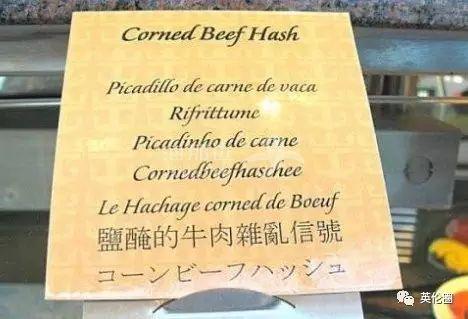 Corned Beef Hash
Picadillo de carne de vaca
Rifrittume
Picadinho de carne
Cornedbeefhaschee
Le Hachage corned de Boeuf
鹽醃的牛肉雜亂信號
コーンビーフハッシュ
英伦圈